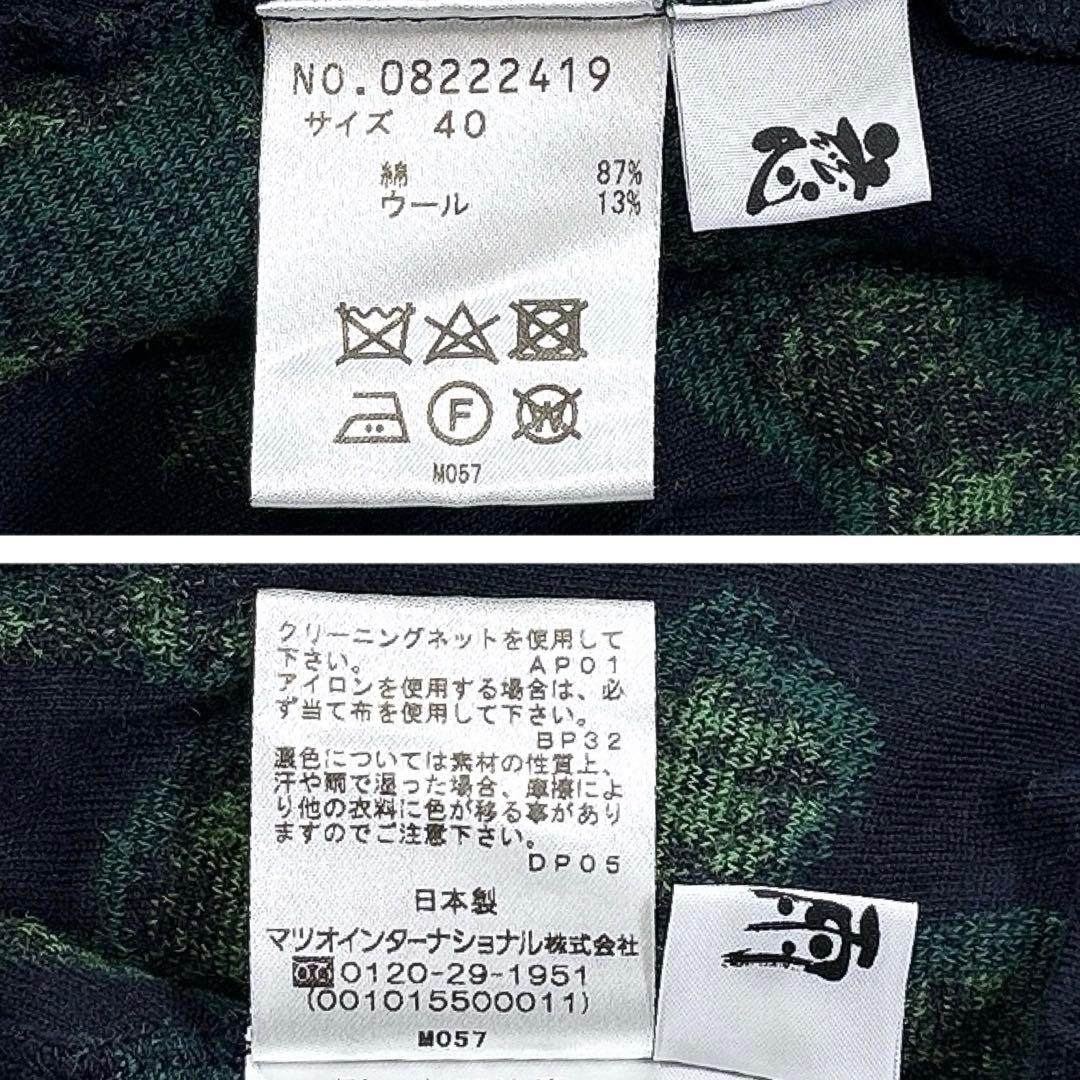 NO.08222419
サイズ 40
綿 87%
ウール 13%
F
W
M057
クリーニングネットを使用して
下さい。 AP01
アイロンを使用する場合は、必
ず当て布を使用して下さい。
BP32
濃色については素材の性質上、
汗や雨で湿った場合、摩擦によ
り他の衣料に色が移る事があり
ますのでご注意下さい。
DP05
日本製
マツオインターナショナル株式会社
0120-29-1951
(001015500011)
M057